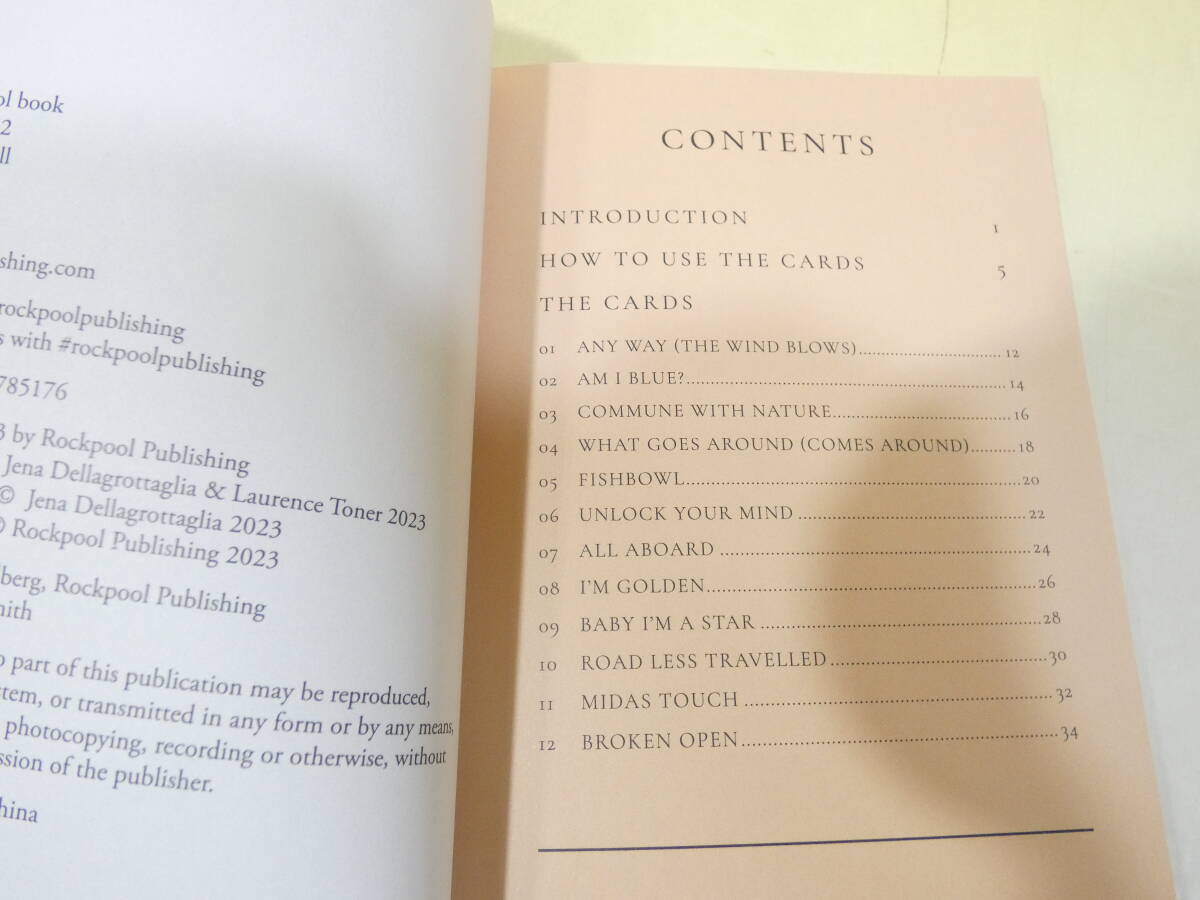 ol book
2
ll
shing.com
rockpoolpublishing
s with #rockpoolpublishing
785176
3 by Rockpool Publishing
Jena Dellagrottaglia & Laurence Toner 2023
© Jena Dellagrottaglia 2023
© Rockpool Publishing 2023
berg, Rockpool Publishing
mith
o part of this publication may be reproduced,
stem, or transmitted in any form or by any means,
photocopying, recording or otherwise, without
ssion of the publisher.
hina
CONTENTS
INTRODUCTION 1
HOW TO USE THE CARDS 5
THE CARDS
01 ANY WAY (THE WIND BLOWS) 12
02 AM I BLUE? 14
03 COMMUNE WITH NATURE 16
04 WHAT GOES AROUND (COMES AROUND) 18
05 FISHBOWL 20
06 UNLOCK YOUR MIND 22
07 ALL ABOARD 24
08 I'M GOLDEN 26
09 BABY I'M A STAR 28
10 ROAD LESS TRAVELLED 30
11 MIDAS TOUCH 32
12 BROKEN OPEN 34